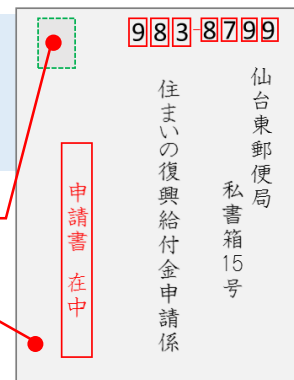 983-8799
仙台東郵便局
私書箱15号
住まいの復興給付金申請係
申請書 在中